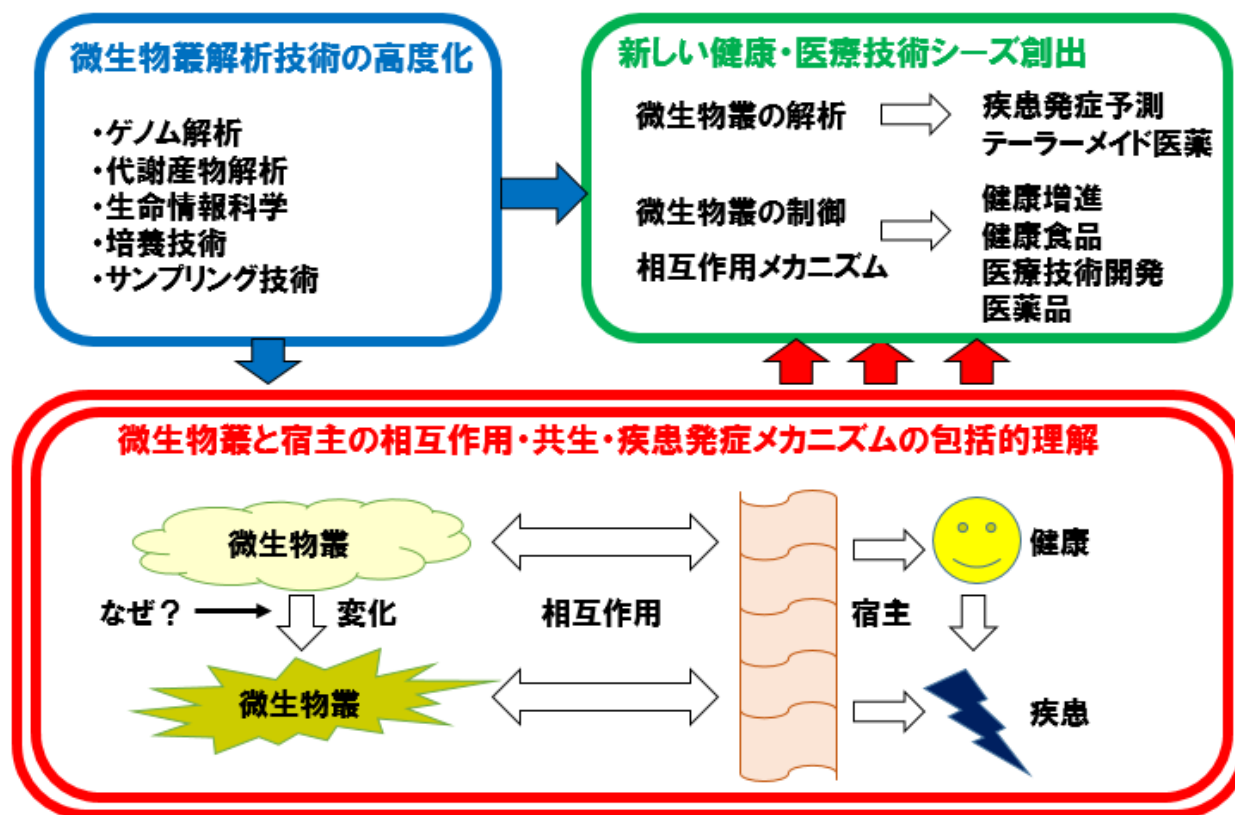 微生物叢解析技術の高度化
・ゲノム解析
・代謝産物解析
・生命情報科学
・培養技術
・サンプリング技術
新しい健康・医療技術シーズ創出
微生物叢の解析
疾患発症予測
テーラーメイド医薬
微生物叢の制御
相互作用メカニズム
健康増進
健康食品
医療技術開発
医薬品
微生物叢と宿主の相互作用・共生・疾患発症メカニズムの包括的理解
微生物叢
健康
なぜ？
変化
相互作用
宿主
微生物叢
疾患